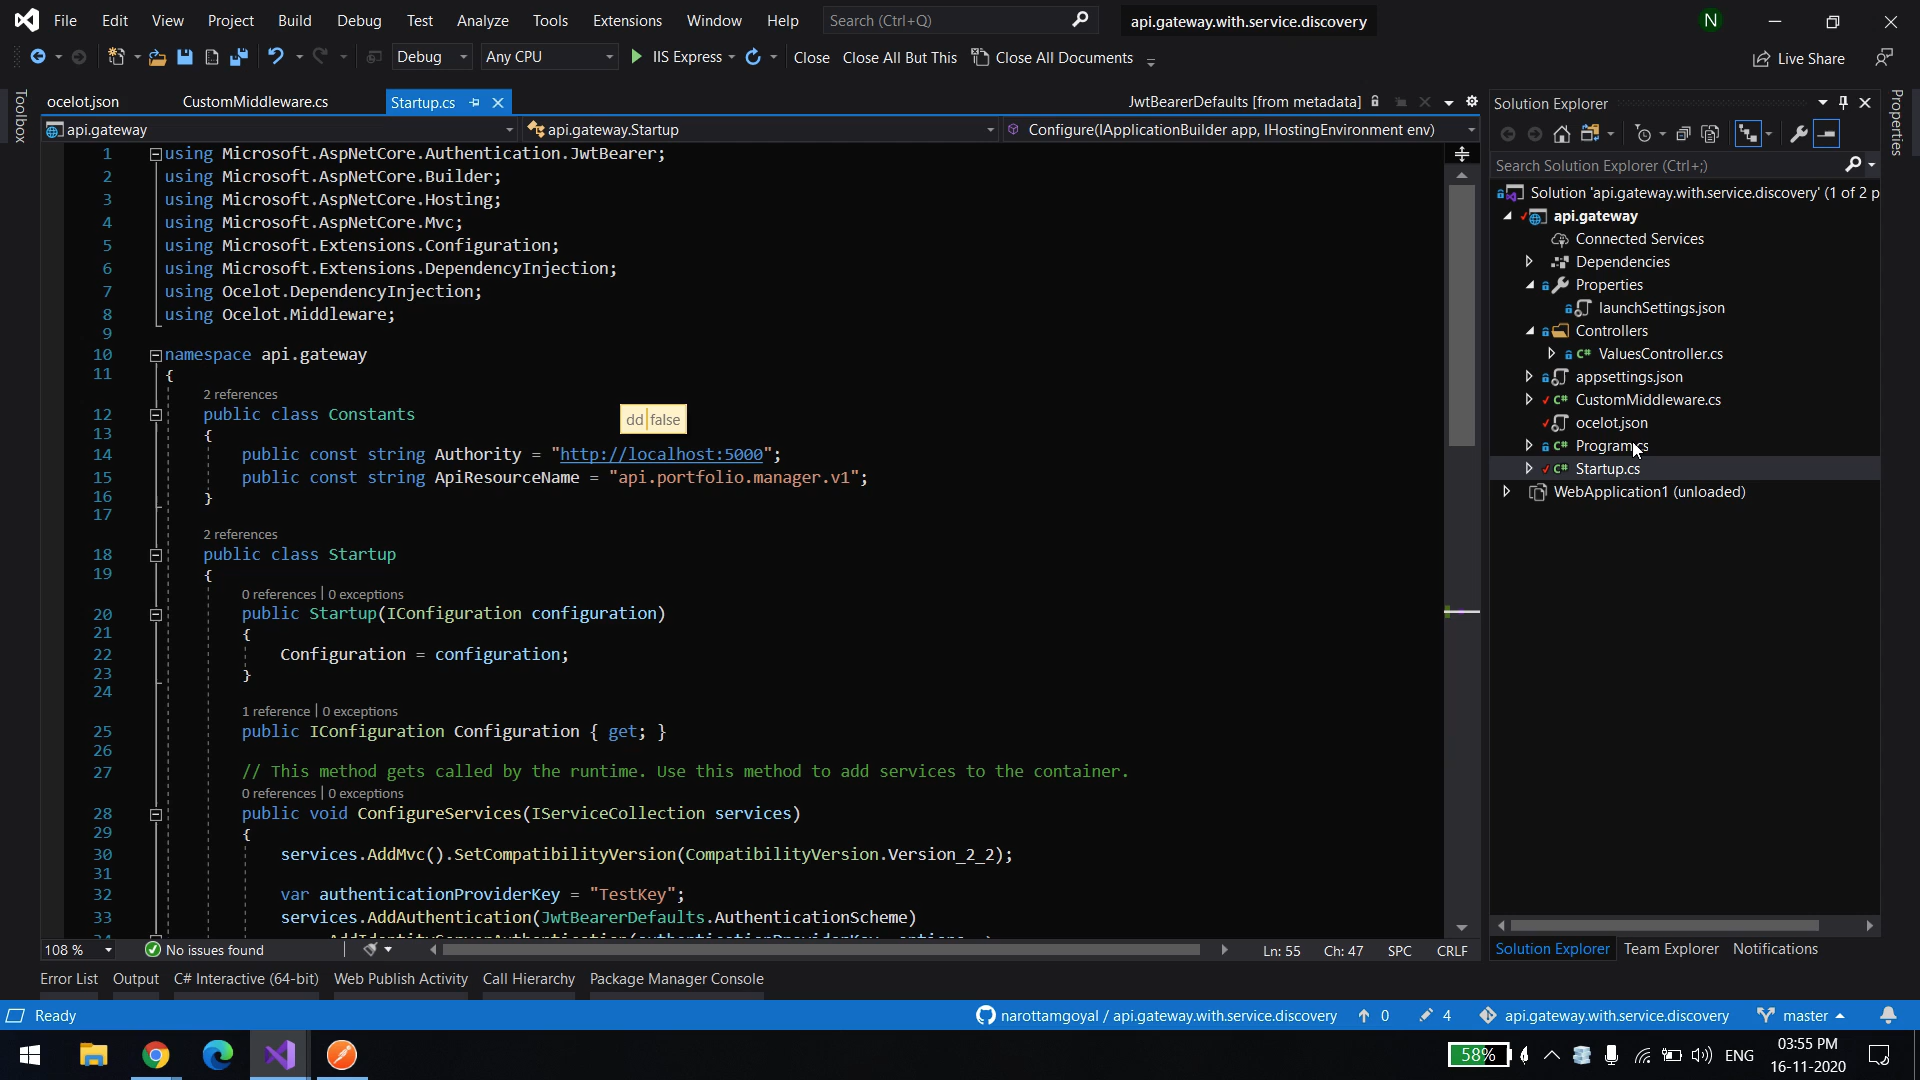 File Edit View Project Build Debug Test Analyze Tools Extensions Window Help Search (Ctrl+Q) api.gateway.with.service.discovery N
Debug Any CPU IIS Express Close Close All But This Close All Documents Live Share
Toolbox
ocelot.json CustomMiddleware.cs Startup.cs JwtBearerDefaults [from metadata]
api.gateway api.gateway.Startup Configure(IApplicationBuilder app, IHostingEnvironment env)
1 using Microsoft.AspNetCore.Authentication.JwtBearer;
2 using Microsoft.AspNetCore.Builder;
3 using Microsoft.AspNetCore.Hosting;
4 using Microsoft.AspNetCore.Mvc;
5 using Microsoft.Extensions.Configuration;
6 using Microsoft.Extensions.DependencyInjection;
7 using Ocelot.DependencyInjection;
8 using Ocelot.Middleware;
9
10 namespace api.gateway
11 {
2 references
12 public class Constants
dd false
13 {
14 public const string Authority = "http://localhost:5000";
15 public const string ApiResourceName = "api.portfolio.manager.v1";
16 }
17
2 references
18 public class Startup
19 {
0 references | 0 exceptions
20 public Startup(IConfiguration configuration)
21 {
22 Configuration = configuration;
23 }
24
1 reference | 0 exceptions
25 public IConfiguration Configuration { get; }
26
27 // This method gets called by the runtime. Use this method to add services to the container.
0 references | 0 exceptions
28 public void ConfigureServices(IServiceCollection services)
29 {
30 services.AddMvc().SetCompatibilityVersion(CompatibilityVersion.Version_2_2);
31
32 var authenticationProviderKey = "TestKey";
33 services.AddAuthentication(JwtBearerDefaults.AuthenticationScheme)
108 % No issues found Ln: 55 Ch: 47 SPC CRLF
Solution Explorer
Search Solution Explorer (Ctrl+;)
Solution 'api.gateway.with.service.discovery' (1 of 2 p
api.gateway
Connected Services
Dependencies
Properties
launchSettings.json
Controllers
C# ValuesController.cs
appsettings.json
C# CustomMiddleware.cs
ocelot.json
C# Program.cs
C# Startup.cs
WebApplication1 (unloaded)
Solution Explorer Team Explorer Notifications
Properties
Error List Output C# Interactive (64-bit) Web Publish Activity Call Hierarchy Package Manager Console
Ready narottamgoyal / api.gateway.with.service.discovery 0 4 api.gateway.with.service.discovery master
58% ENG 03:55 PM
16-11-2020